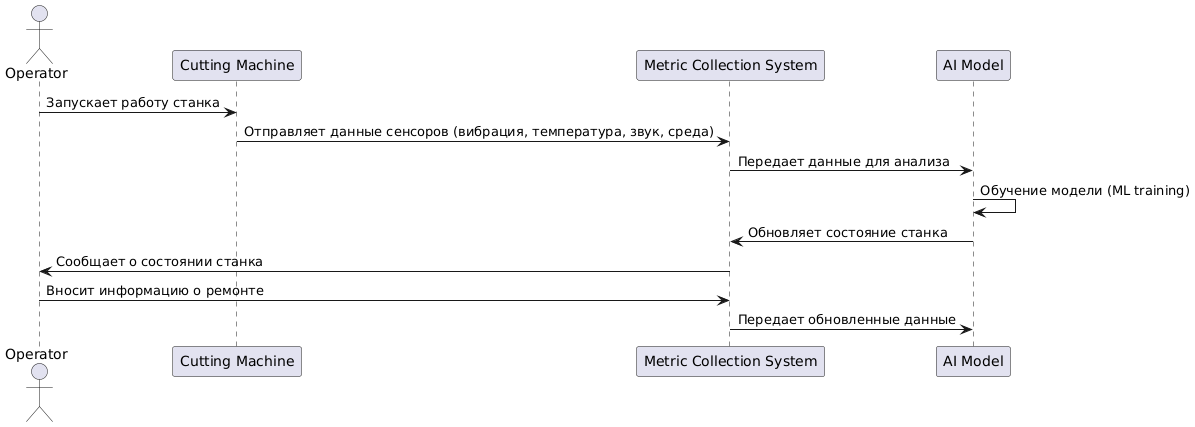 Operator
Cutting Machine
Metric Collection System
AI Model
Запускает работу станка
Отправляет данные сенсоров (вибрация, температура, звук, среда)
Передает данные для анализа
Обучение модели (ML training)
Обновляет состояние станка
Сообщает о состоянии станка
Вносит информацию о ремонте
Передает обновленные данные
Operator
Cutting Machine
Metric Collection System
AI Model